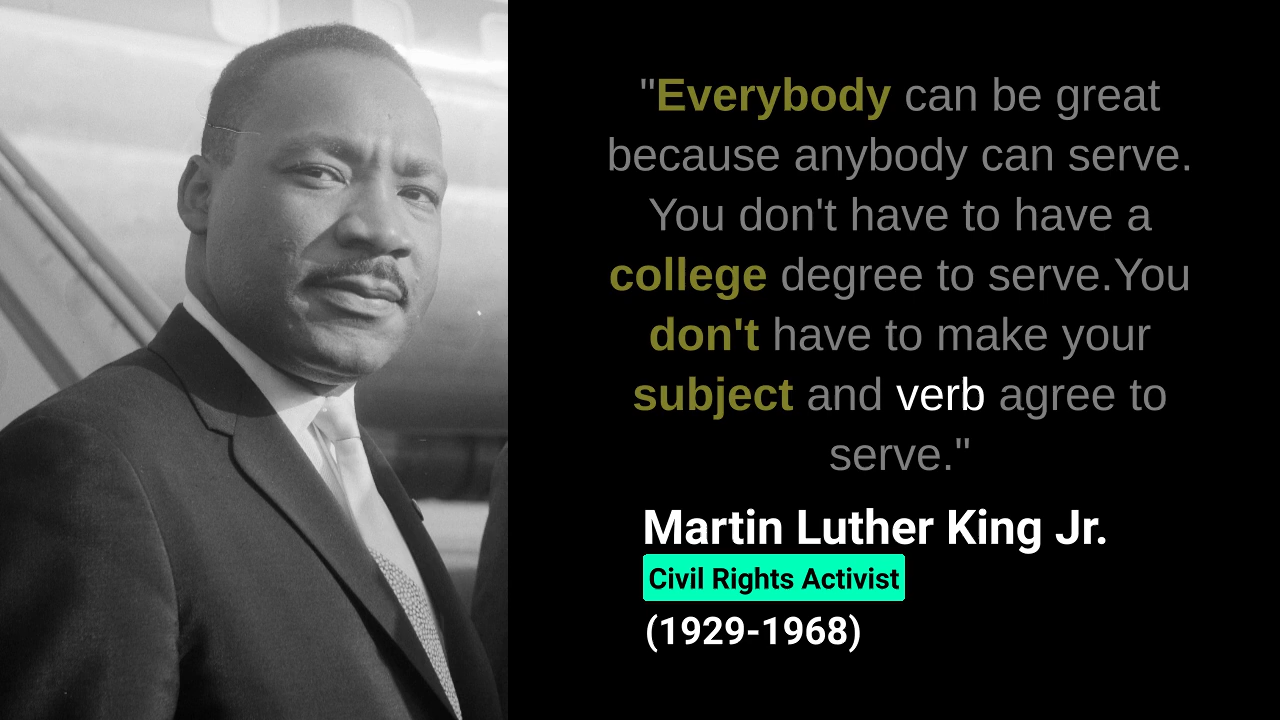 "Everybody can be great
because anybody can serve.
You don't have to have a
college degree to serve.You
don't have to make your
subject and verb agree to
serve."
Martin Luther King Jr.
Civil Rights Activist
(1929-1968)